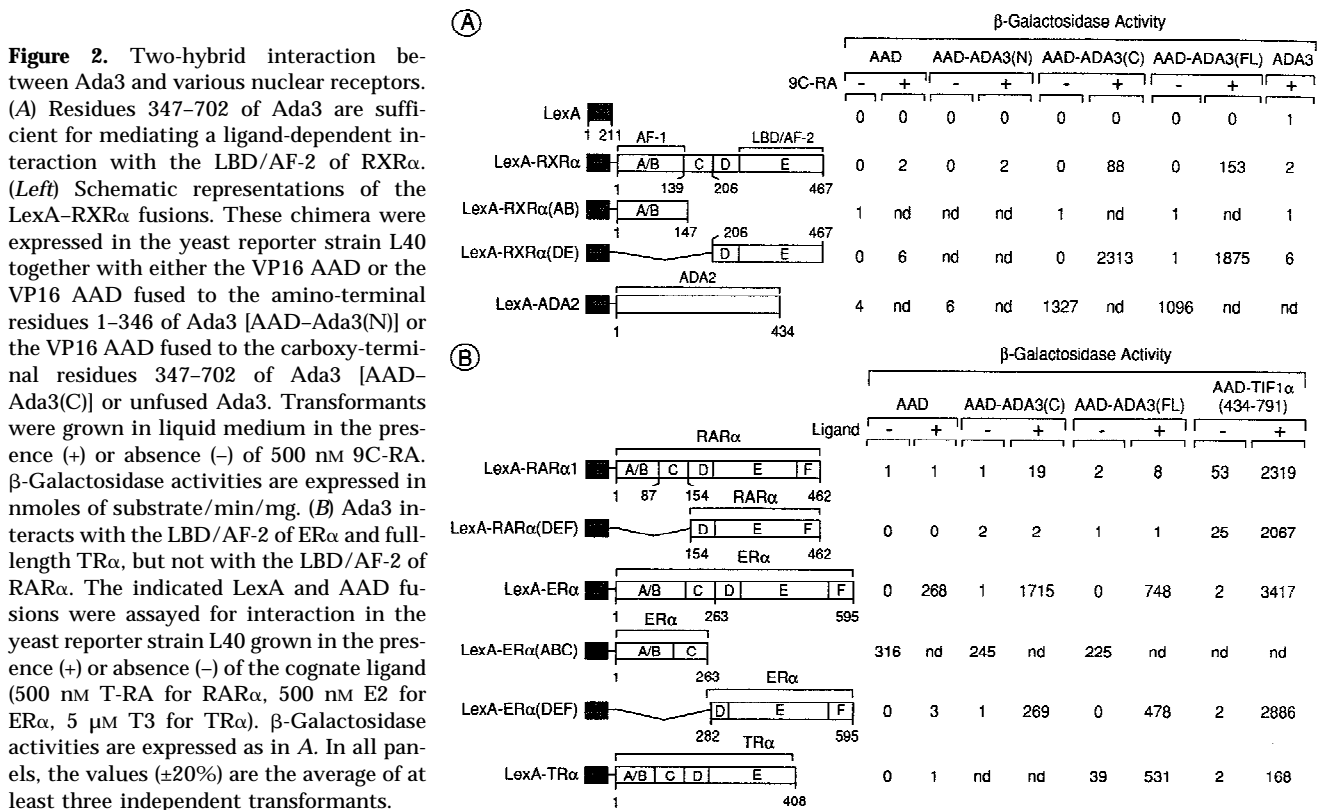 Figure 2. Two-hybrid interaction be-
tween Ada3 and various nuclear receptors.
(A) Residues 347–702 of Ada3 are suffi-
cient for mediating a ligand-dependent in-
teraction with the LBD/AF-2 of RXRα.
(Left) Schematic representations of the
LexA–RXRα fusions. These chimera were
expressed in the yeast reporter strain L40
together with either the VP16 AAD or the
VP16 AAD fused to the amino-terminal
residues 1–346 of Ada3 [AAD–Ada3(N)] or
the VP16 AAD fused to the carboxy-termi-
nal residues 347–702 of Ada3 [AAD–
Ada3(C)] or unfused Ada3. Transformants
were grown in liquid medium in the pres-
ence (+) or absence (–) of 500 nM 9C-RA.
β-Galactosidase activities are expressed in
nmoles of substrate/min/mg. (B) Ada3 in-
teracts with the LBD/AF-2 of ERα and full-
length TRα, but not with the LBD/AF-2 of
RARα. The indicated LexA and AAD fu-
sions were assayed for interaction in the
yeast reporter strain L40 grown in the pres-
ence (+) or absence (–) of the cognate ligand
(500 nM T-RA for RARα, 500 nM E2 for
ERα, 5 μM T3 for TRα). β-Galactosidase
activities are expressed as in A. In all pan-
els, the values (±20%) are the average of at
least three independent transformants.
A
β-Galactosidase Activity
AAD AAD-ADA3(N) AAD-ADA3(C) AAD-ADA3(FL) ADA3
9C-RA - + - + - + - + +
LexA 0 0 0 0 0 0 0 0 1
1 211
AF-1 LBD/AF-2
LexA-RXRα A/B C D E 0 2 0 2 0 88 0 153 2
1 139 206 467
LexA-RXRα(AB) A/B 1 nd nd nd 1 nd 1 nd 1
1 147 206 467
LexA-RXRα(DE) D E 0 6 nd nd 0 2313 1 1875 6
ADA2
LexA-ADA2 4 nd 6 nd 1327 nd 1096 nd nd
1 434
B
β-Galactosidase Activity
AAD AAD-ADA3(C) AAD-ADA3(FL) AAD-TIF1α
(434-791)
Ligand - + - + - + - +
RARα
LexA-RARα1 A/B C D E F 1 1 1 19 2 8 53 2319
1 87 154 462
RARα
LexA-RARα(DEF) D E F 0 0 2 2 1 1 25 2067
154 462
ERα
LexA-ERα A/B C D E F 0 268 1 1715 0 748 2 3417
1 263 595
ERα
LexA-ERα(ABC) A/B C 316 nd 245 nd 225 nd nd nd
1 263
ERα
LexA-ERα(DEF) D E F 0 3 1 269 0 478 2 2886
282 595
TRα
LexA-TRα A/B C D E 0 1 nd nd 39 531 2 168
1 408